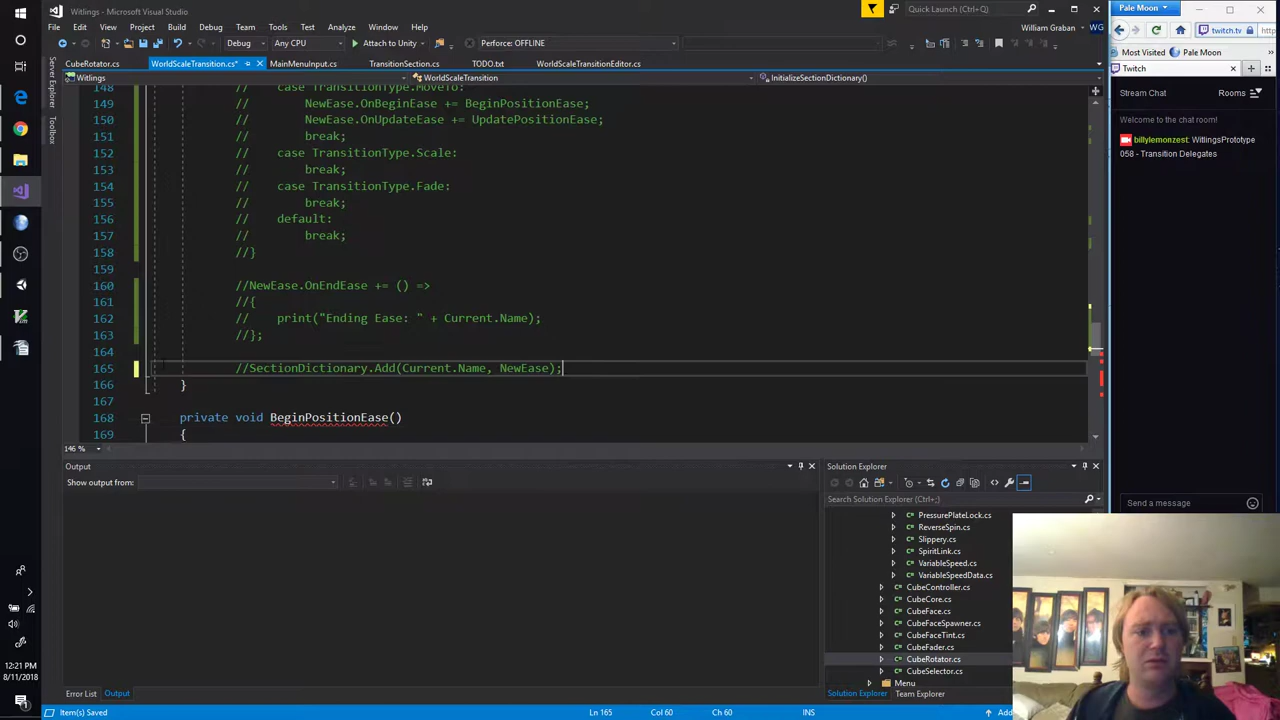 Witlings - Microsoft Visual Studio
Quick Launch (Ctrl+Q)
Pale Moon
File Edit View Project Build Debug Team Tools Test Analyze Window Help
William Graban WG
Debug Any CPU Attach to Unity Perforce: OFFLINE
twitch.tv
http
Most Visited Pale Moon
CubeRotator.cs WorldScaleTransition.cs* MainMenuInput.cs TransitionSection.cs TODO.txt WorldScaleTransitionEditor.cs
Twitch
Witlings WorldScaleTransition InitializeSectionDictionary()
Server Explorer
Toolbox
148 // case TransitionType.MoveTo:
149 // NewEase.OnBeginEase += BeginPositionEase;
150 // NewEase.OnUpdateEase += UpdatePositionEase;
151 // break;
152 // case TransitionType.Scale:
153 // break;
154 // case TransitionType.Fade:
155 // break;
156 // default:
157 // break;
158 //}
159
160 //NewEase.OnEndEase += () =>
161 //{
162 // print("Ending Ease: " + Current.Name);
163 //};
164
165 //SectionDictionary.Add(Current.Name, NewEase);
166 }
167
168 private void BeginPositionEase()
169 {
146 %
Stream Chat Rooms
Welcome to the chat room!
billylemonzest: WitlingsPrototype
058 - Transition Delegates
Send a message
Output
Show output from:
Solution Explorer
Search Solution Explorer (Ctrl+;)
PressurePlateLock.cs
ReverseSpin.cs
Slippery.cs
SpiritLink.cs
VariableSpeed.cs
VariableSpeedData.cs
CubeController.cs
CubeCore.cs
CubeFace.cs
CubeFaceSpawner.cs
CubeFaceTint.cs
CubeFader.cs
CubeRotator.cs
CubeSelector.cs
Menu
Error List Output
Solution Explorer Team Explorer
Item(s) Saved Ln 165 Col 60 Ch 60 INS Add
12:21 PM
8/11/2018